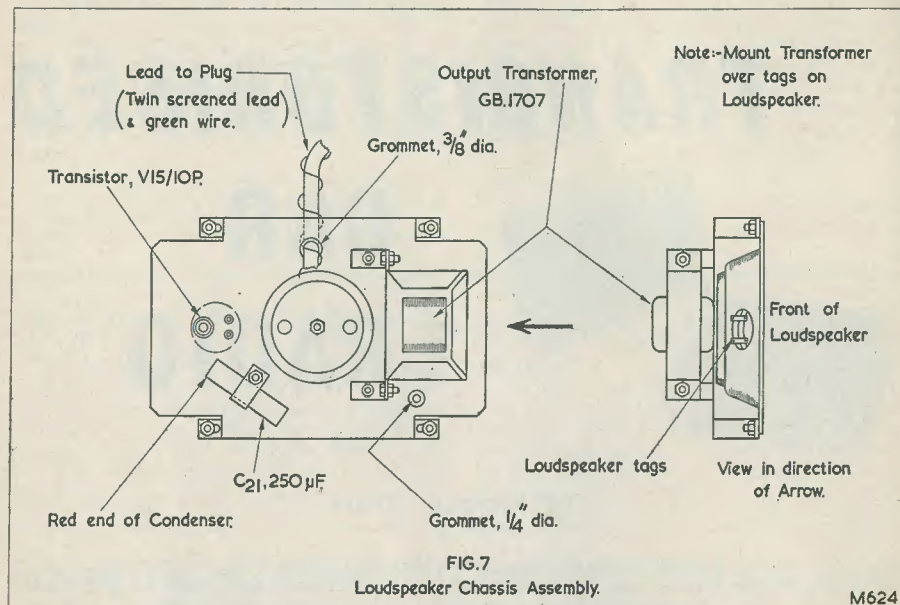 Lead to Plug
(Twin screened lead
& green wire.)
Output Transformer,
GB.1707
Note:-Mount Transformer
over tags on
Loudspeaker.
Grommet, 3/8" dia.
Transistor, V15/10P.
Front of
Loudspeaker
Loudspeaker tags
View in direction
of Arrow.
C21, 250 µF.
Red end of Condenser.
Grommet, 1/4" dia.
FIG.7
Loudspeaker Chassis Assembly.
M624